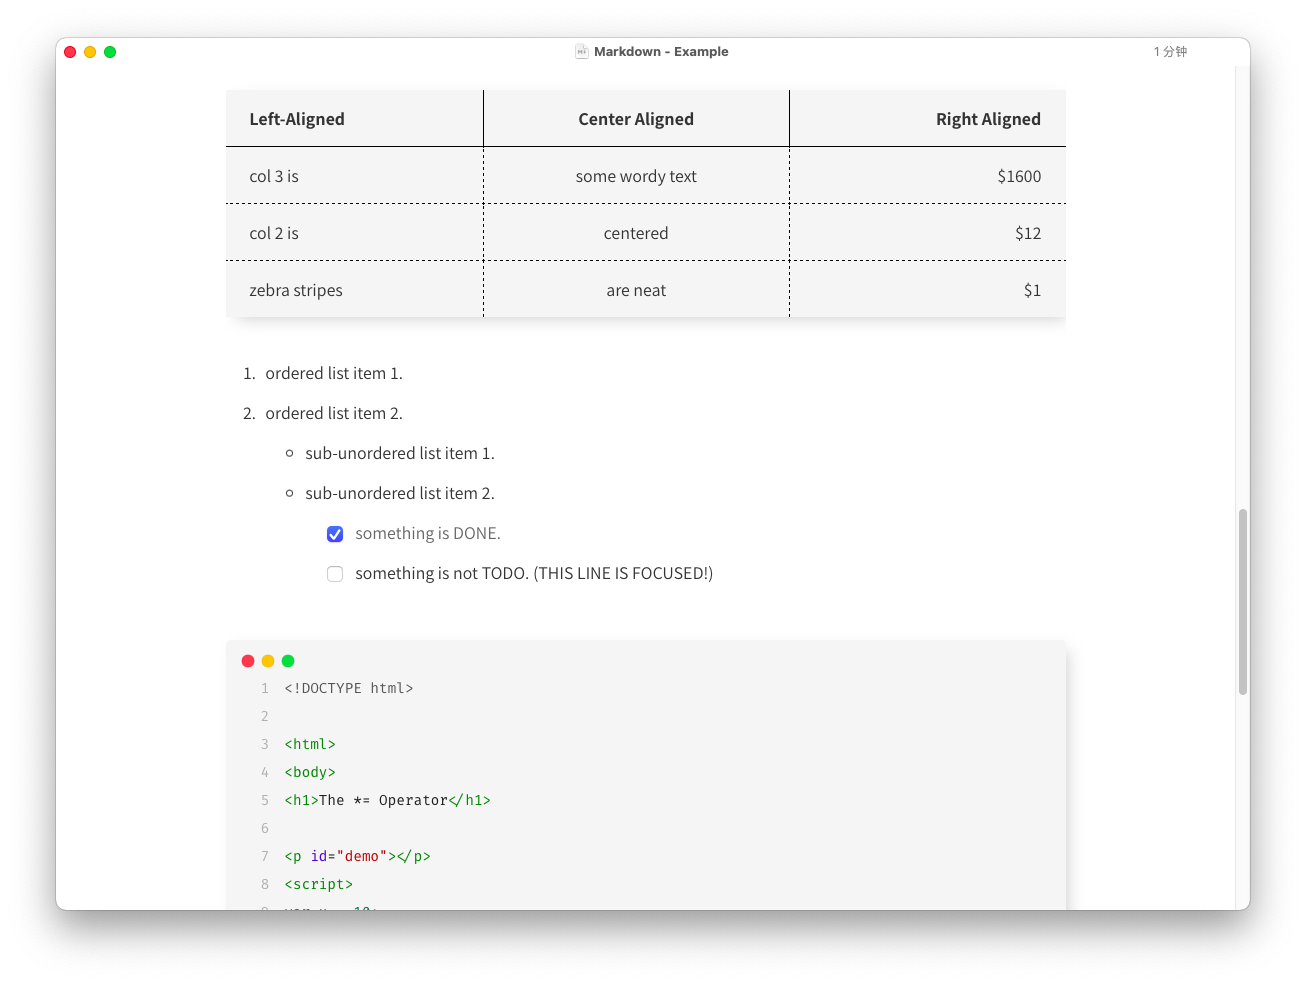 Markdown - Example
1 分钟
Left-Aligned Center Aligned Right Aligned
col 3 is some wordy text $1600
col 2 is centered $12
zebra stripes are neat $1
1. ordered list item 1.
2. ordered list item 2.
sub-unordered list item 1.
sub-unordered list item 2.
something is DONE.
something is not TODO. (THIS LINE IS FOCUSED!)
1 <!DOCTYPE html>
2
3 <html>
4 <body>
5 <h1>The *= Operator</h1>
6
7 <p id="demo"></p>
8 <script>